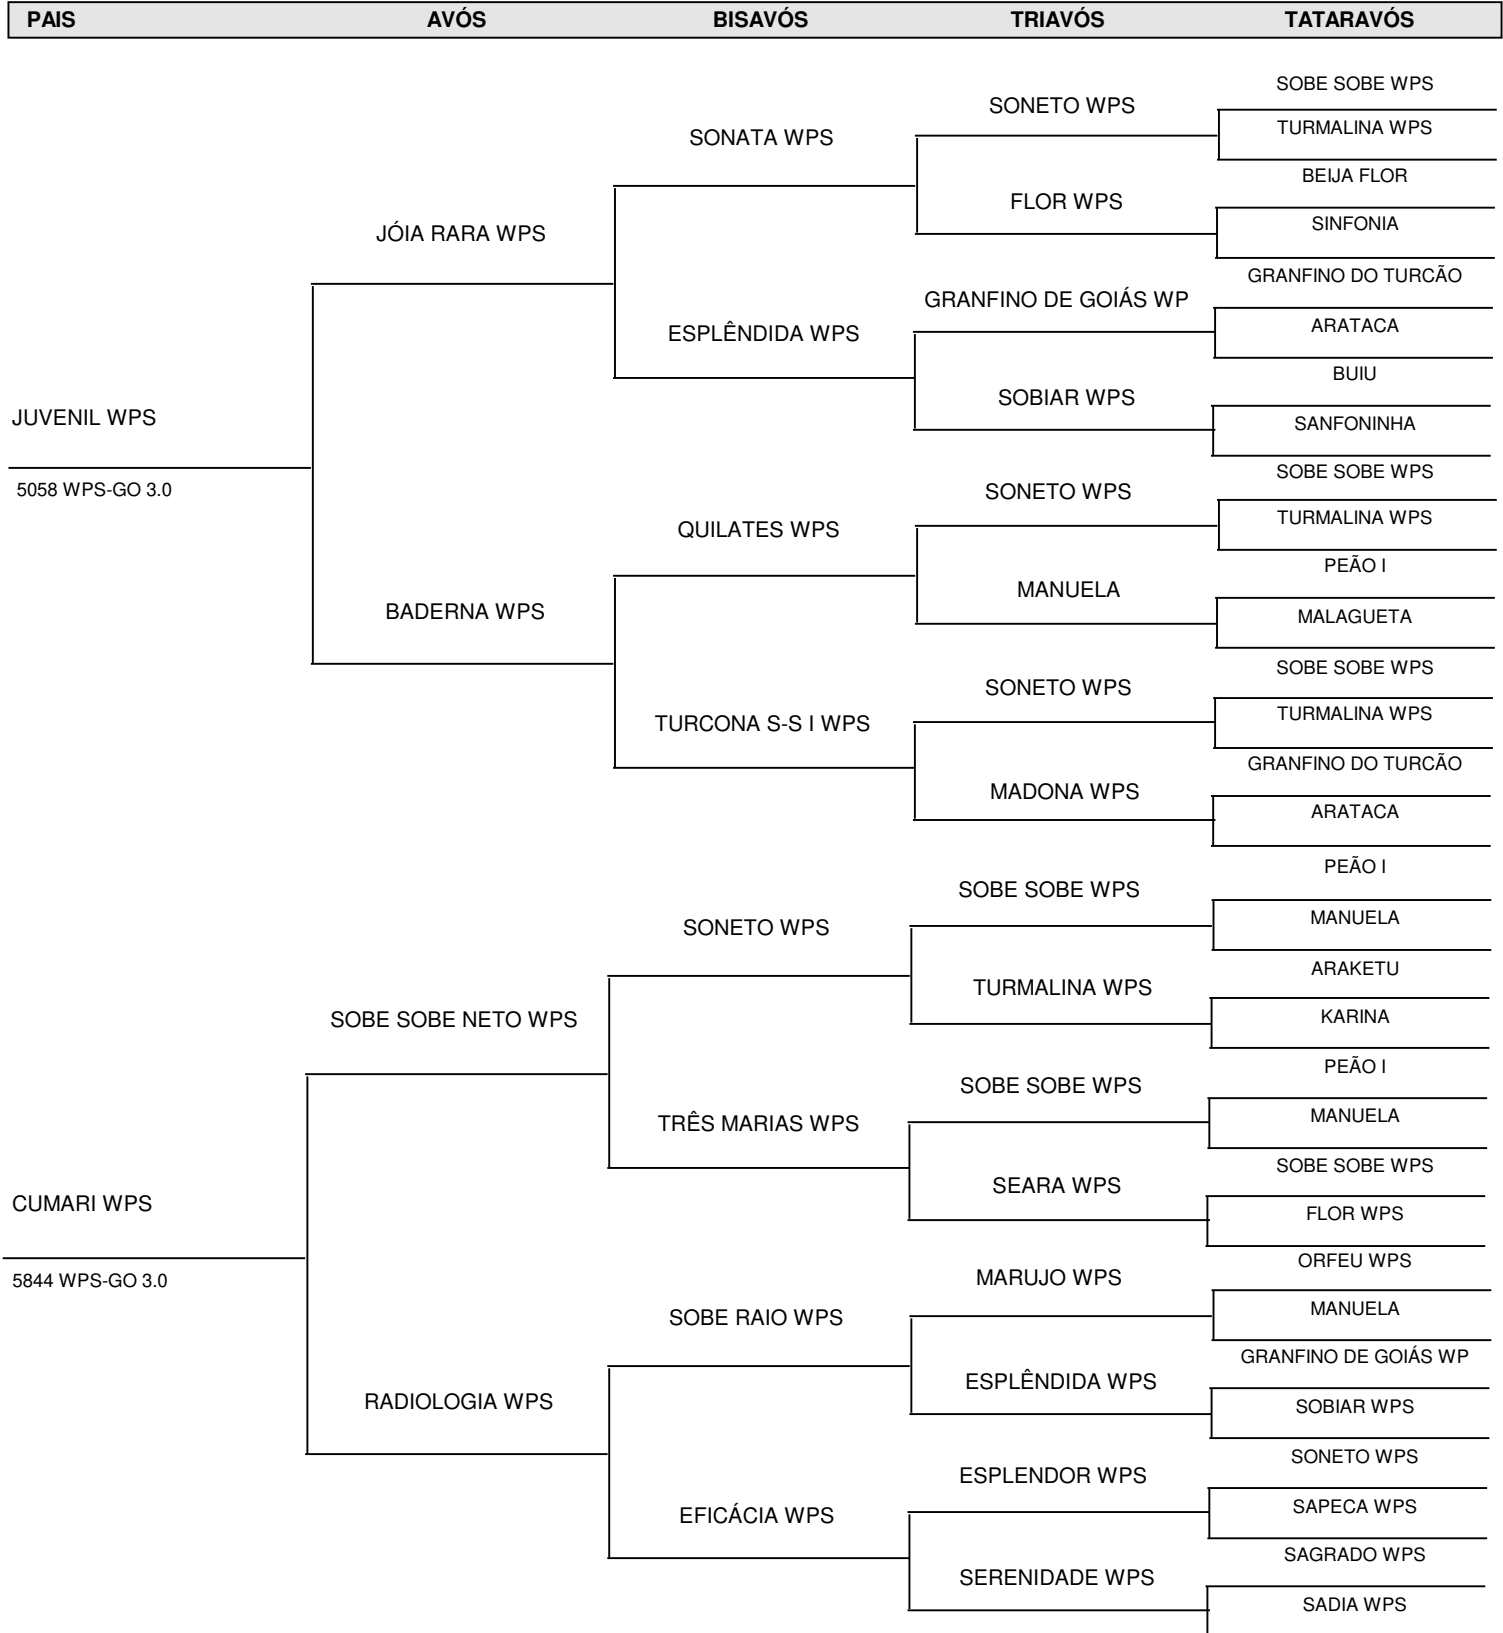 PAIS AVÓS BISAVÓS TRIAVÓS TATARAVÓS
SOBE SOBE WPS
SONETO WPS
TURMALINA WPS
SONATA WPS
BEIJA FLOR
FLOR WPS
SINFONIA
JÓIA RARA WPS
GRANFINO DO TURCÃO
GRANFINO DE GOIÁS WP
ARATACA
ESPLÊNDIDA WPS
BUIU
SOBIAR WPS
SANFONINHA
JUVENIL WPS
5058 WPS-GO 3.0
SOBE SOBE WPS
SONETO WPS
TURMALINA WPS
QUILATES WPS
PEÃO I
MANUELA
MALAGUETA
BADERNA WPS
SOBE SOBE WPS
SONETO WPS
TURMALINA WPS
TURCONA S-S I WPS
GRANFINO DO TURCÃO
MADONA WPS
ARATACA
PEÃO I
SOBE SOBE WPS
MANUELA
SONETO WPS
ARAKETU
TURMALINA WPS
KARINA
SOBE SOBE NETO WPS
PEÃO I
SOBE SOBE WPS
MANUELA
TRÊS MARIAS WPS
SOBE SOBE WPS
SEARA WPS
FLOR WPS
CUMARI WPS
5844 WPS-GO 3.0
ORFEU WPS
MARUJO WPS
MANUELA
SOBE RAIO WPS
GRANFINO DE GOIÁS WP
ESPLÊNDIDA WPS
SOBIAR WPS
RADIOLOGIA WPS
SONETO WPS
ESPLENDOR WPS
SAPECA WPS
EFICÁCIA WPS
SAGRADO WPS
SERENIDADE WPS
SADIA WPS